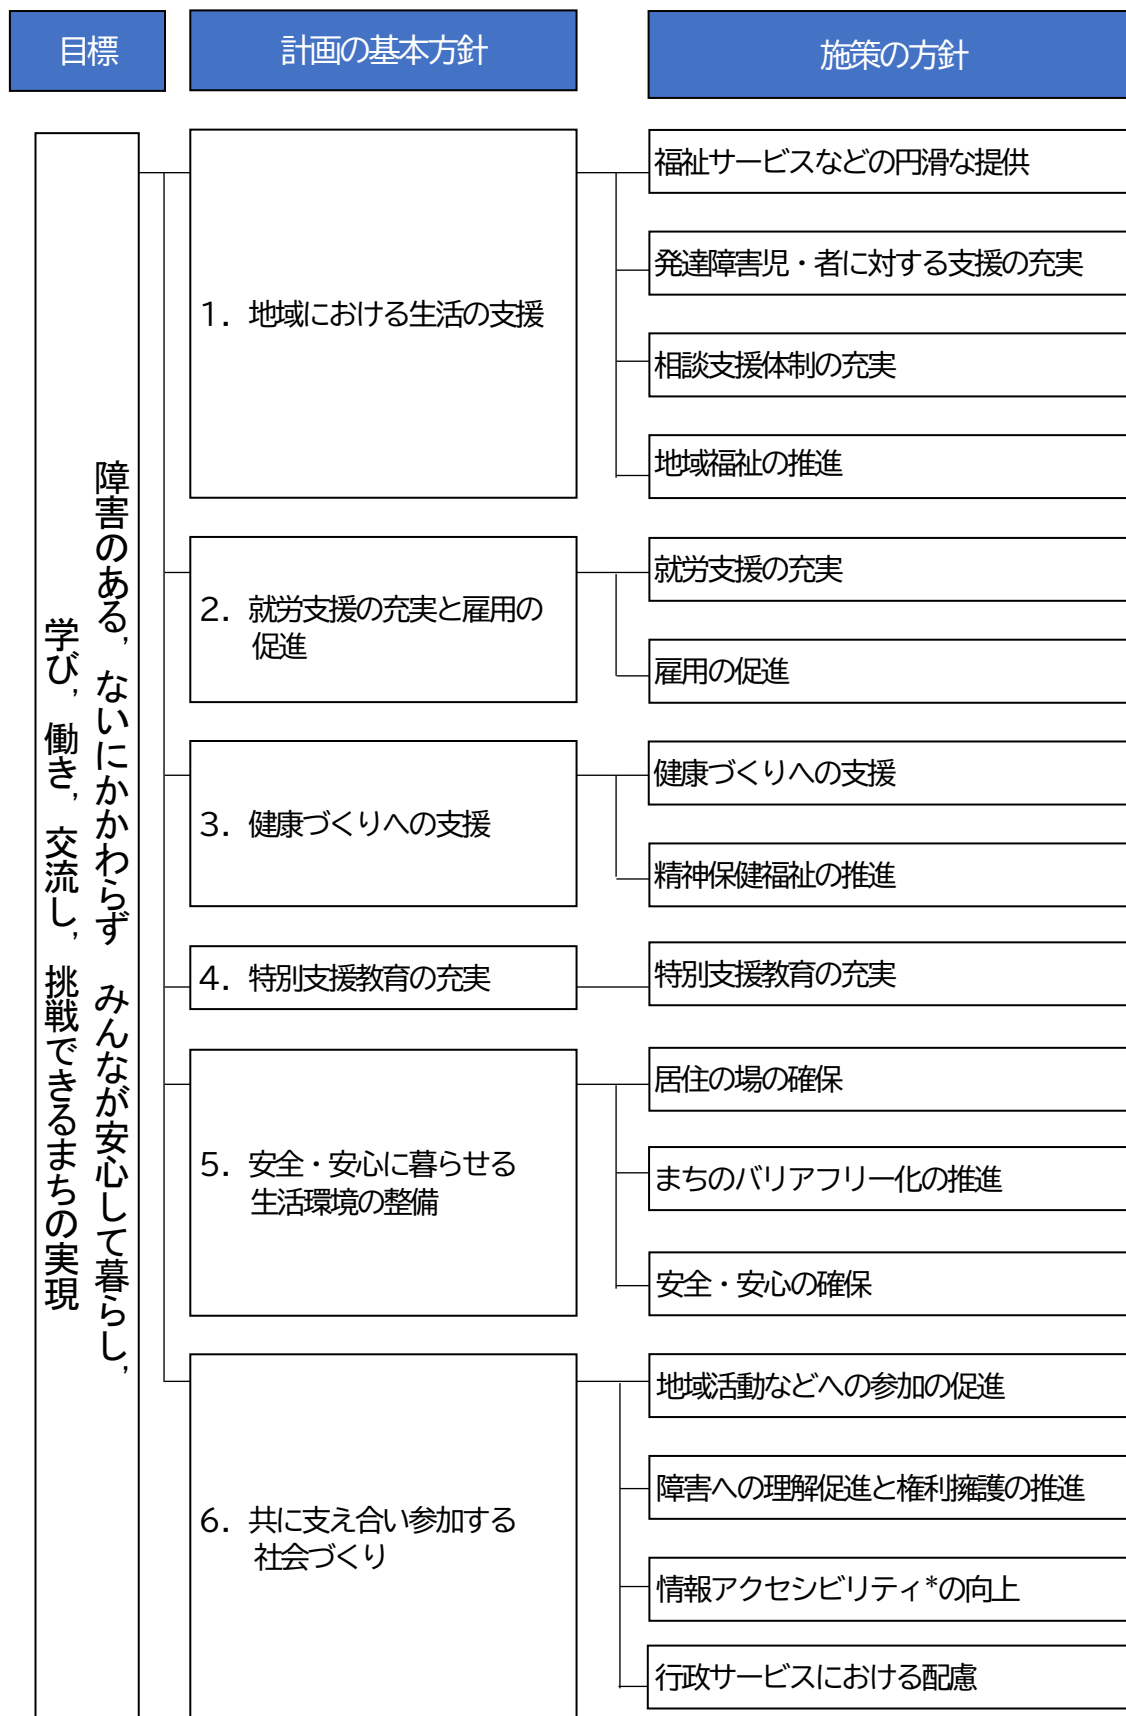 目標
計画の基本方針
施策の方針
障害のある，ないにかかわらず　みんなが安心して暮らし，
学び，働き，交流し，挑戦できるまちの実現
1．地域における生活の支援
福祉サービスなどの円滑な提供
発達障害児・者に対する支援の充実
相談支援体制の充実
地域福祉の推進
2．就労支援の充実と雇用の
促進
就労支援の充実
雇用の促進
3．健康づくりへの支援
健康づくりへの支援
精神保健福祉の推進
4．特別支援教育の充実
特別支援教育の充実
5．安全・安心に暮らせる
生活環境の整備
居住の場の確保
まちのバリアフリー化の推進
安全・安心の確保
6．共に支え合い参加する
社会づくり
地域活動などへの参加の促進
障害への理解促進と権利擁護の推進
情報アクセシビリティ*の向上
行政サービスにおける配慮